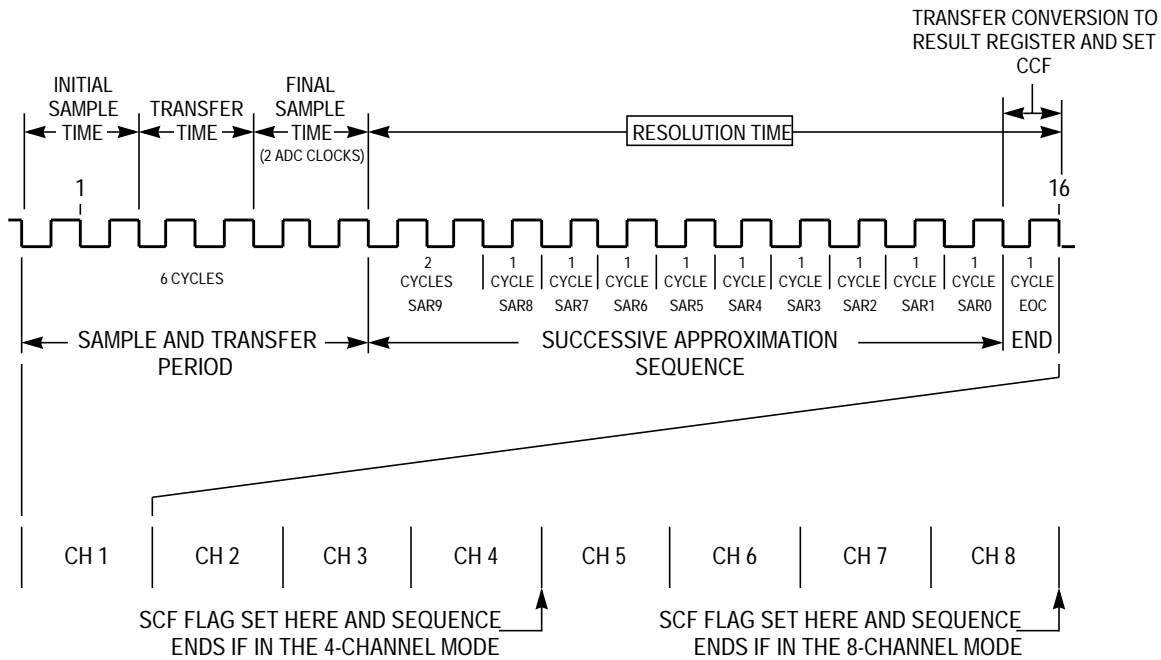 TRANSFER CONVERSION TO
RESULT REGISTER AND SET
CCF
INITIAL
SAMPLE
TIME
TRANSFER
TIME
FINAL
SAMPLE
TIME
(2 ADC CLOCKS)
RESOLUTION TIME
1
16
6 CYCLES
2
CYCLES
SAR9
1
CYCLE
SAR8
1
CYCLE
SAR7
1
CYCLE
SAR6
1
CYCLE
SAR5
1
CYCLE
SAR4
1
CYCLE
SAR3
1
CYCLE
SAR2
1
CYCLE
SAR1
1
CYCLE
SAR0
1
CYCLE
EOC
SAMPLE AND TRANSFER
PERIOD
SUCCESSIVE APPROXIMATION
SEQUENCE
END
CH 1
CH 2
CH 3
CH 4
CH 5
CH 6
CH 7
CH 8
SCF FLAG SET HERE AND SEQUENCE
ENDS IF IN THE 4-CHANNEL MODE
SCF FLAG SET HERE AND SEQUENCE
ENDS IF IN THE 8-CHANNEL MODE